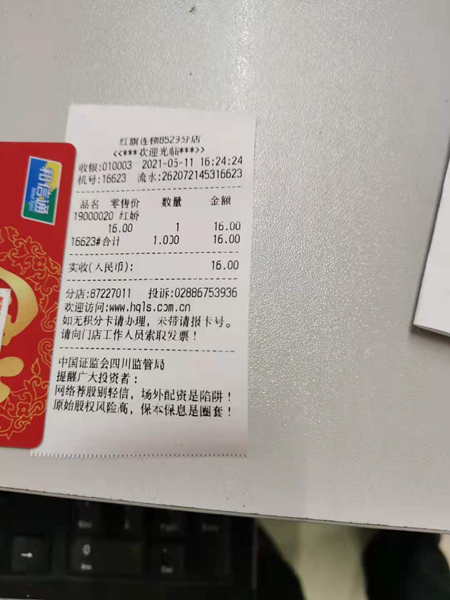 和信通
红旗连锁8523分店
<<***欢迎光临***>>
收银:010003 2021-05-11 16:24:24
机号:16623 流水:262072145316623
品名 零售价 数量 金额
19000020 红娇
16.00 1 16.00
16623#合计 1.000 16.00
实收(人民币): 16.00
分店:87227011 投诉:02886753936
欢迎访问:www.hqls.com.cn
如无积分卡请办理,未带请报卡号。
请向门店工作人员索取发票!
中国证监会四川监管局
提醒广大投资者:
网络荐股别轻信,场外配资是陷阱!
原始股权风险高,保本保息是圈套!